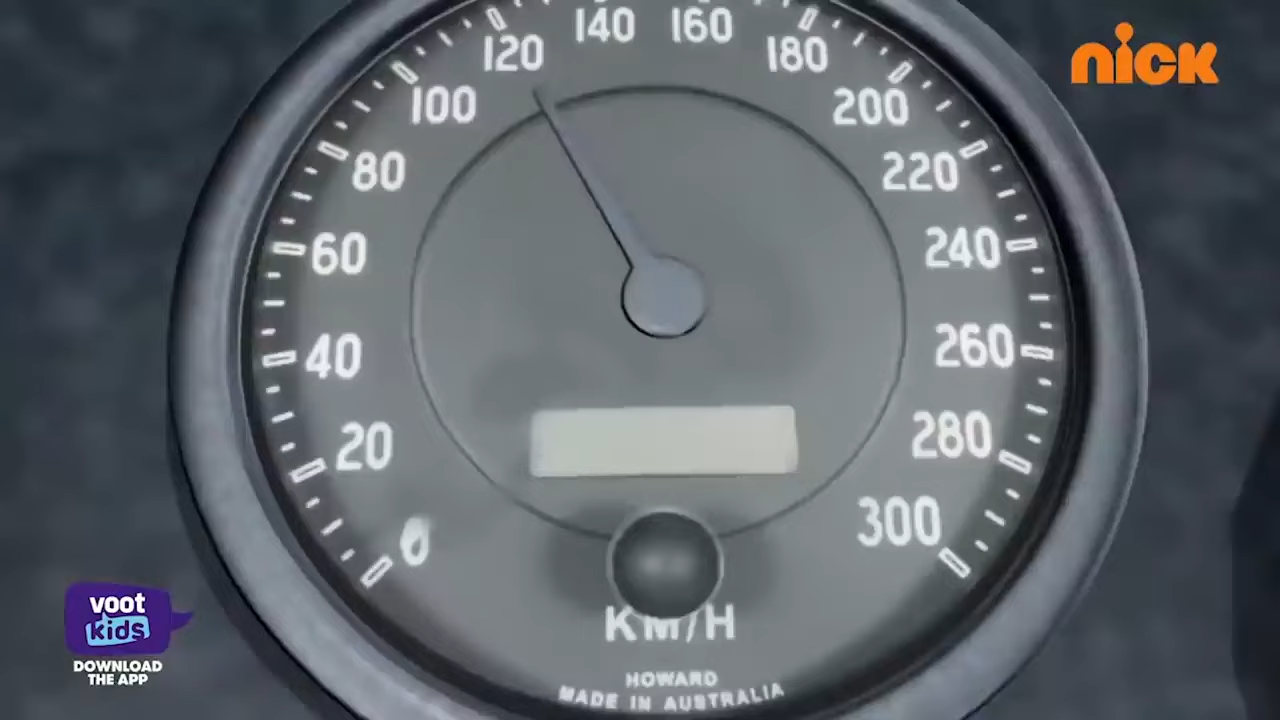 140 160
120 180
nick
100 200
80 220
60 240
40 260
20 280
0 300
KM/H
HOWARD
MADE IN AUSTRALIA
voot
kids
DOWNLOAD
THE APP